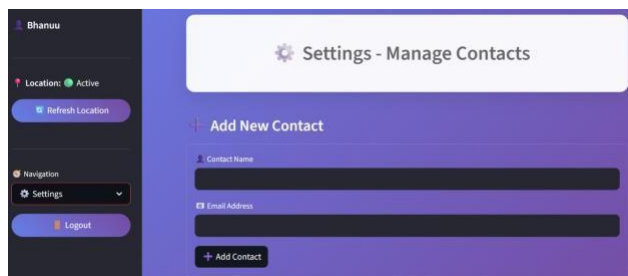 Bhanuu
Location: Active
Refresh Location
Navigation
Settings
Logout
Settings - Manage Contacts
Add New Contact
Contact Name
Email Address
Add Contact